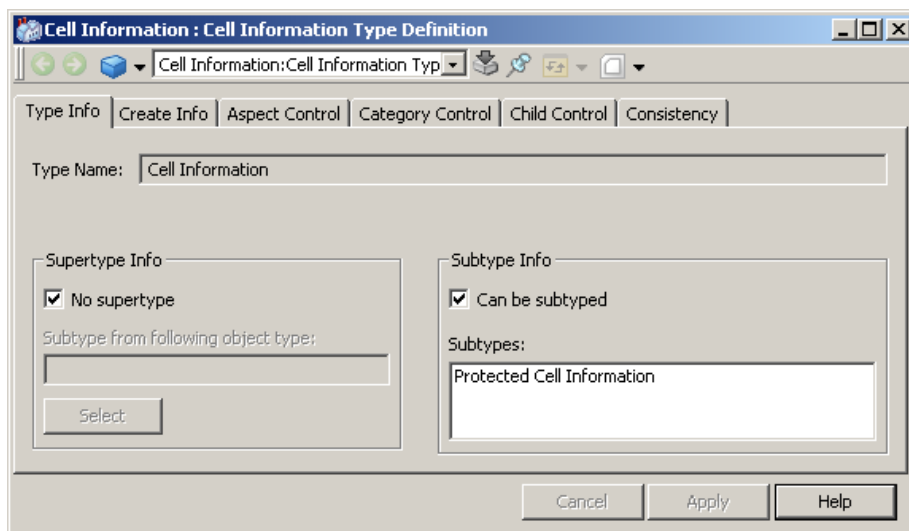 Cell Information : Cell Information Type Definition
Cell Information:Cell Information Typ
Type Info Create Info Aspect Control Category Control Child Control Consistency
Type Name: Cell Information
Supertype Info
No supertype
Subtype from following object type:
Select
Subtype Info
Can be subtyped
Subtypes:
Protected Cell Information
Cancel Apply Help